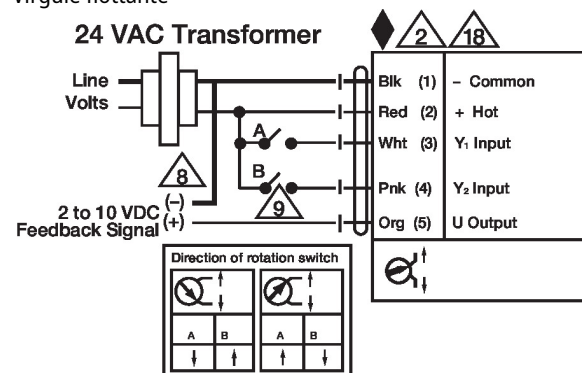 virgule flottante
24 VAC Transformer
2
18
Line
Volts
Blk (1) – Common
Red (2) + Hot
A
Wht (3) Y₁ Input
B
Pnk (4) Y₂ Input
8
9
2 to 10 VDC (–)
Feedback Signal (+)
Org (5) U Output
Direction of rotation switch
A B A B